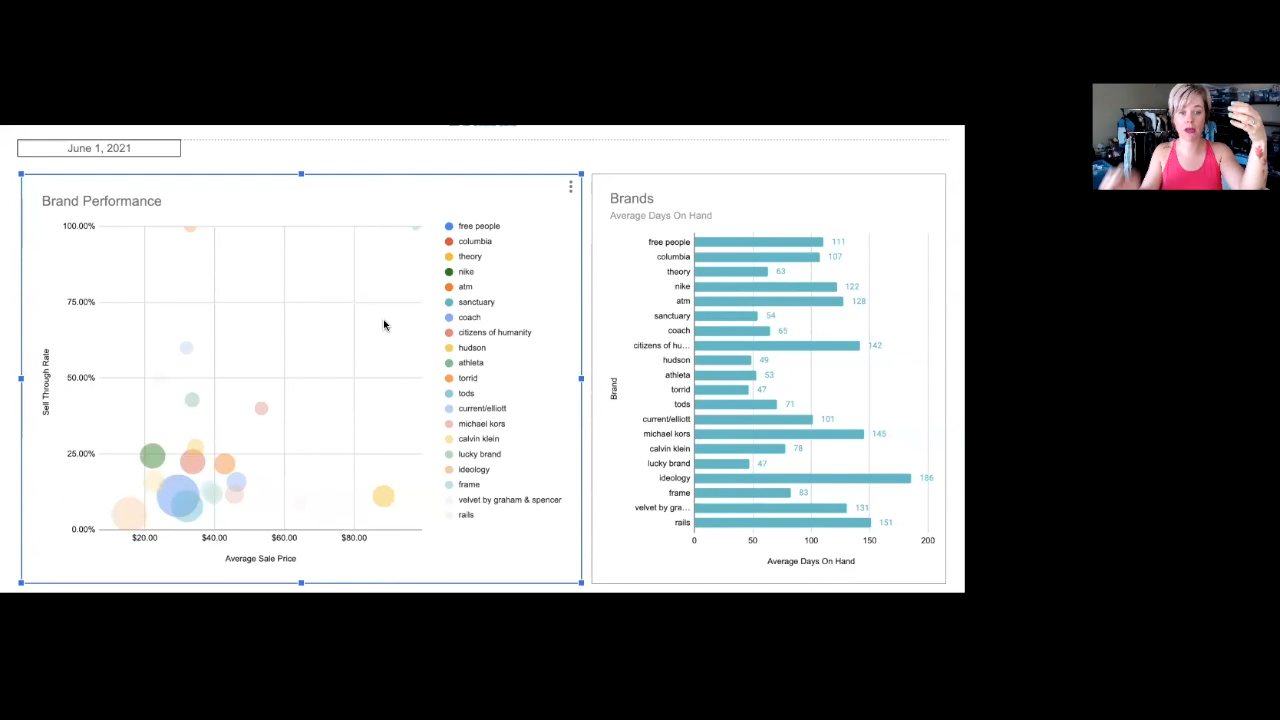 June 1, 2021
Brand Performance
100.00%
75.00%
50.00%
25.00%
0.00%
Sell Through Rate
$20.00
$40.00
$60.00
$80.00
Average Sale Price
free people
columbia
theory
nike
atm
sanctuary
coach
citizens of humanity
hudson
athleta
torrid
tods
current/elliott
michael kors
calvin klein
lucky brand
ideology
frame
velvet by graham & spencer
rails
Brands
Average Days On Hand
Brand
free people 111
columbia 107
theory 63
nike 122
atm 128
sanctuary 54
coach 65
citizens of hu... 142
hudson 49
athleta 53
torrid 47
tods 71
current/elliott 101
michael kors 145
calvin klein 78
lucky brand 47
ideology 186
frame 83
velvet by gra... 131
rails 151
0 50 100 150 200
Average Days On Hand